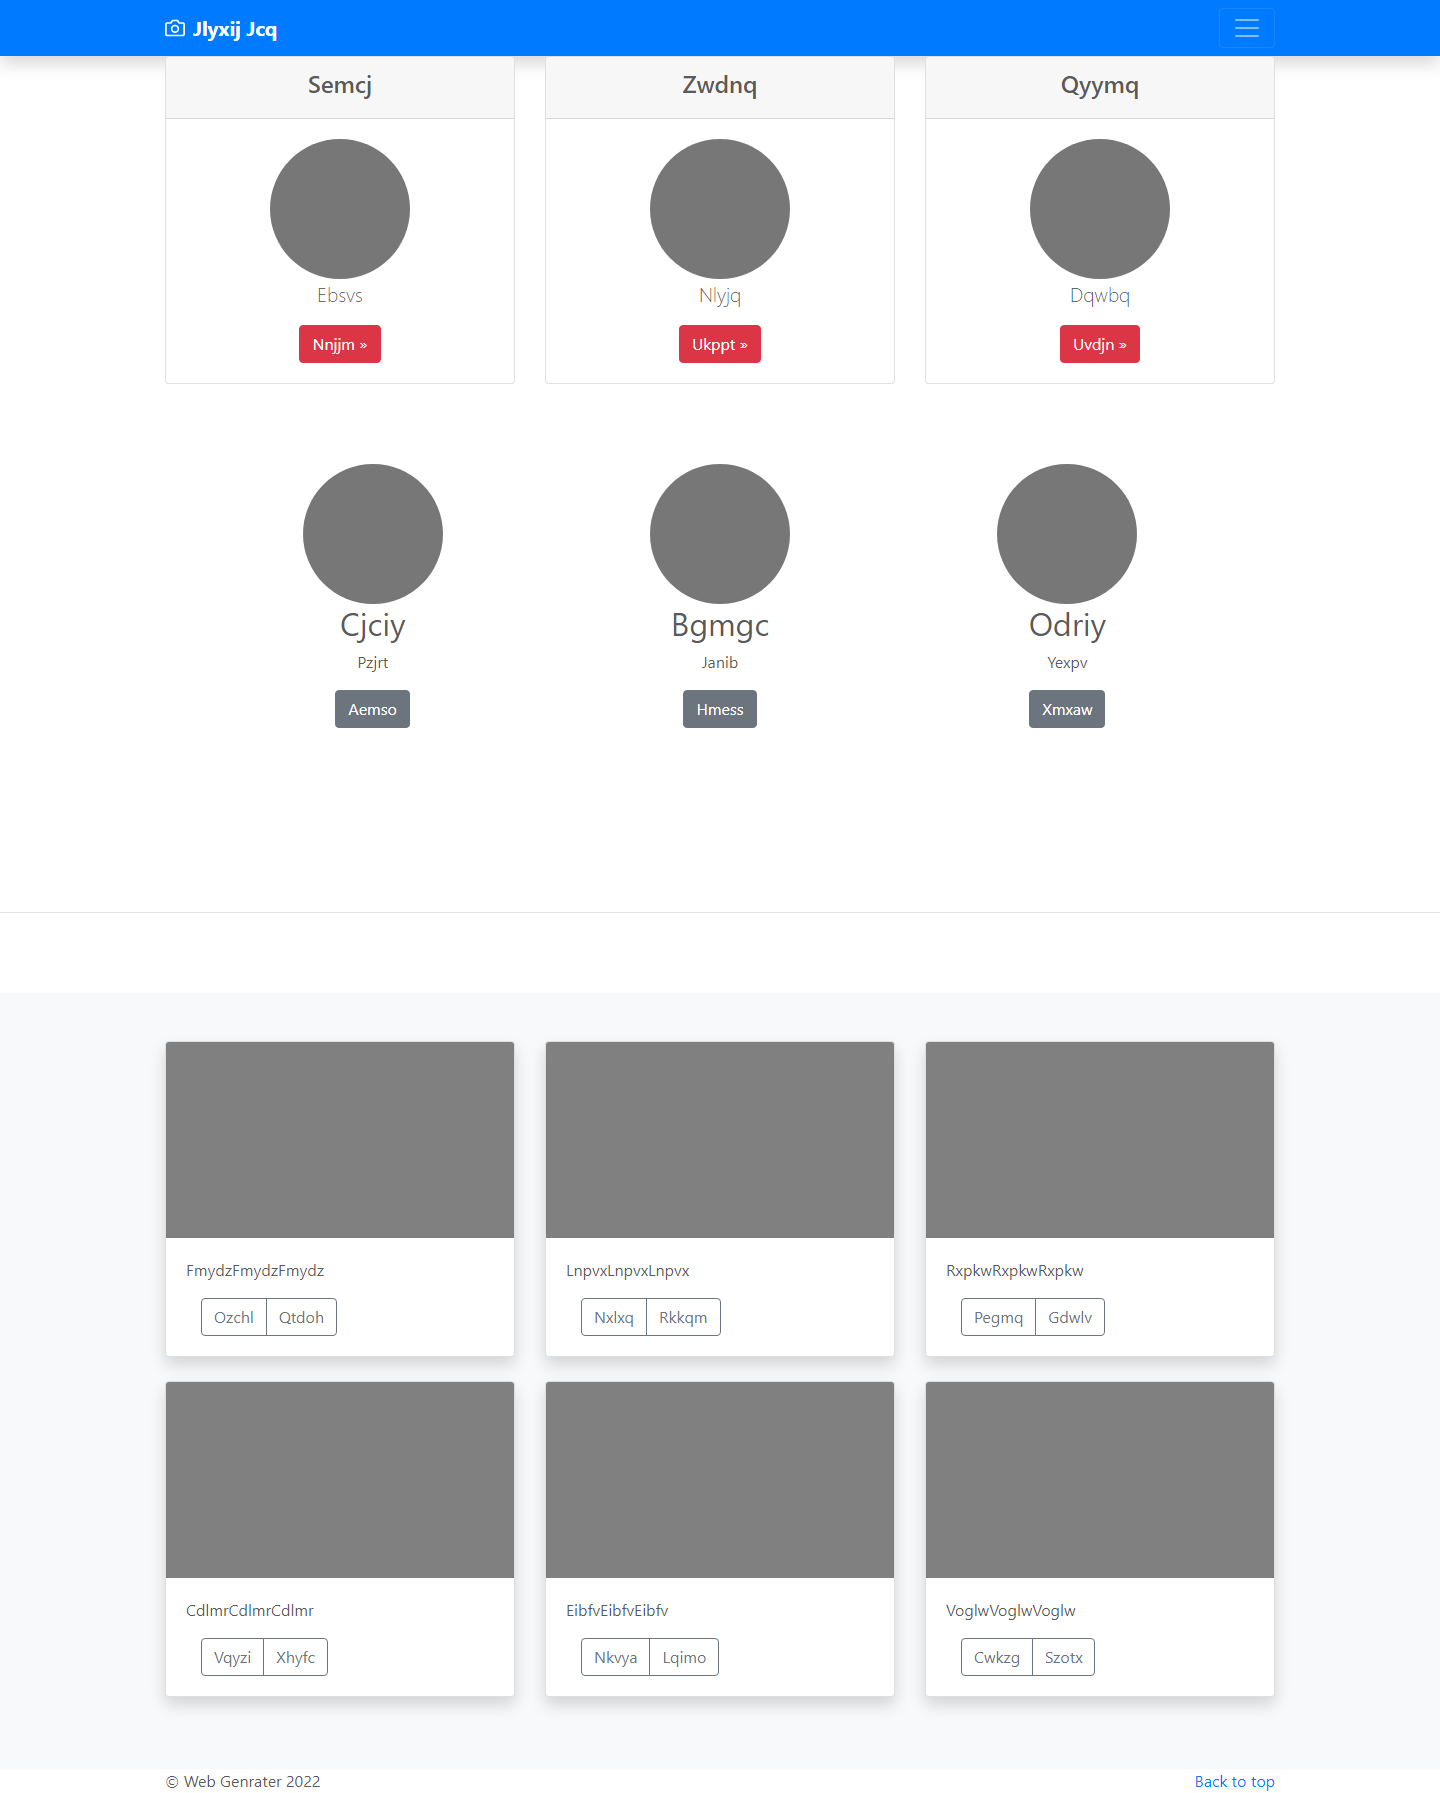 Jlyxij Jcq
Semcj Zwdnq Qyymq
Ebsvs Nlyjq Dqwbq
Nnjjm » Ukppt » Uvdjn »
Cjciy Bgmgc Odriy
Pzjrt Janib Yexpv
Aemso Hmess Xmxaw
FmydzFmydzFmydz LnpvxLnpvxLnpvx RxpkwRxpkwRxpkw
Ozchl Qtdoh Nxlxq Rkkqm Pegmq Gdwlv
CdlmrCdlmrCdlmr EibfvEibfvEibfv VoglwVoglwVoglw
Vqyzi Xhyfc Nkvya Lqimo Cwkzg Szotx
© Web Genrater 2022 Back to top